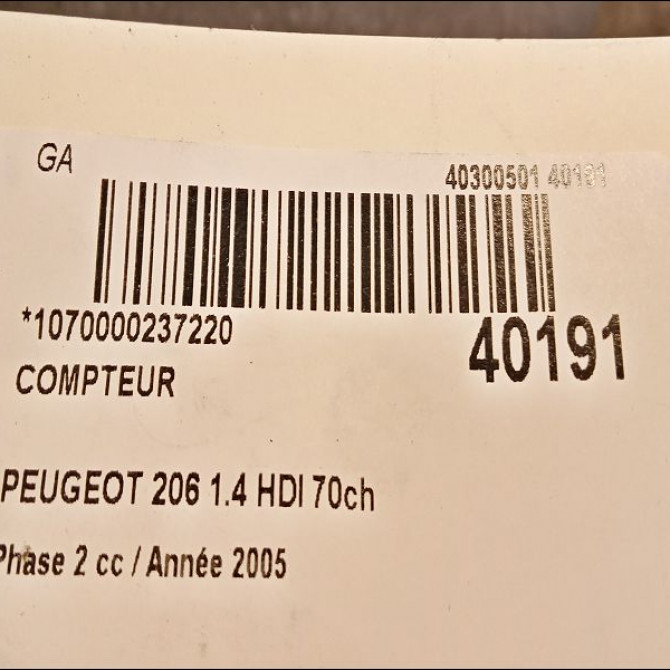 GA
40300501 40191
*1070000237220
40191
COMPTEUR
PEUGEOT 206 1.4 HDI 70ch
Phase 2 cc / Année 2005